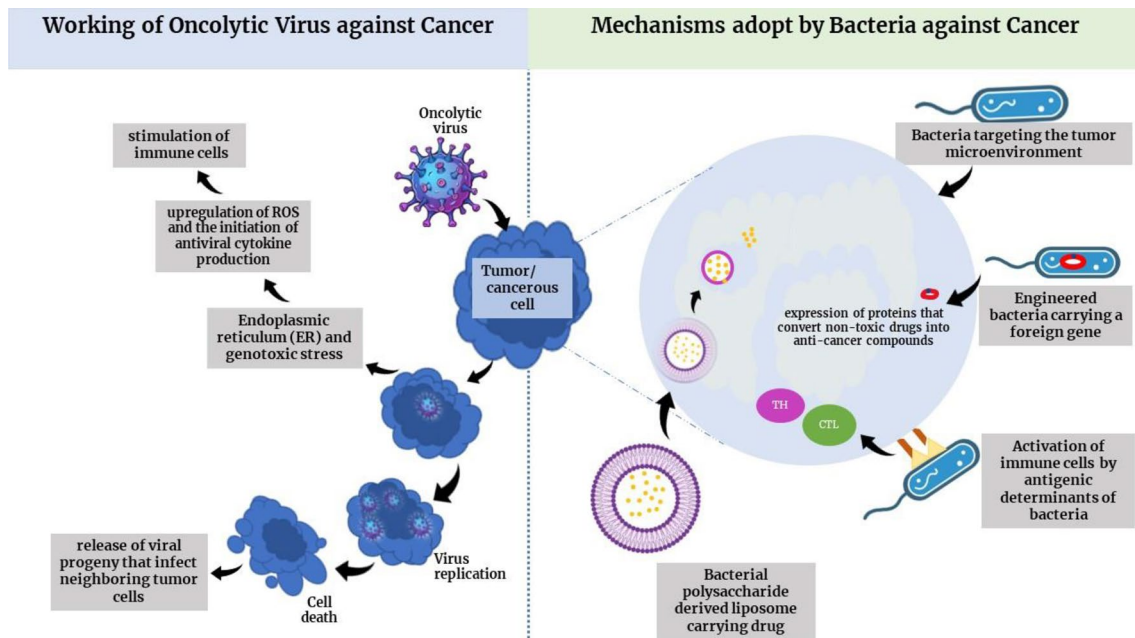 Working of Oncolytic Virus against Cancer
Mechanisms adopt by Bacteria against Cancer
Oncolytic
virus
stimulation of
immune cells
upregulation of ROS
and the initiation of
antiviral cytokine
production
Endoplasmic
reticulum (ER) and
genotoxic stress
Tumor/
cancerous
cell
Virus
replication
Cell
death
release of viral
progeny that infect
neighboring tumor
cells
Bacteria targeting the tumor
microenvironment
Engineered
bacteria carrying a
foreign gene
expression of proteins that
convert non-toxic drugs into
anti-cancer compounds
TH
CTL
Activation of
immune cells by
antigenic
determinants of
bacteria
Bacterial
polysaccharide
derived liposome
carrying drug